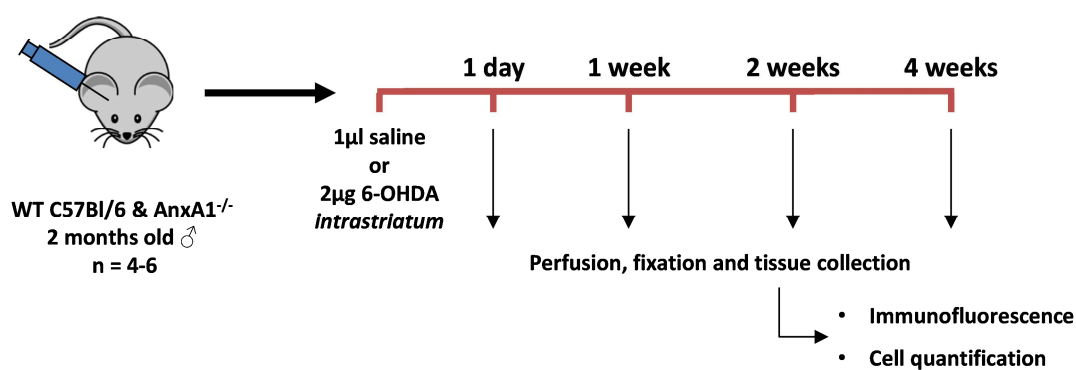 1 day 1 week 2 weeks 4 weeks
1µl saline
or
2µg 6-OHDA
intrastriatum
WT C57Bl/6 & AnxA1-/-
2 months old ♂
n = 4-6
Perfusion, fixation and tissue collection
• Immunofluorescence
• Cell quantification